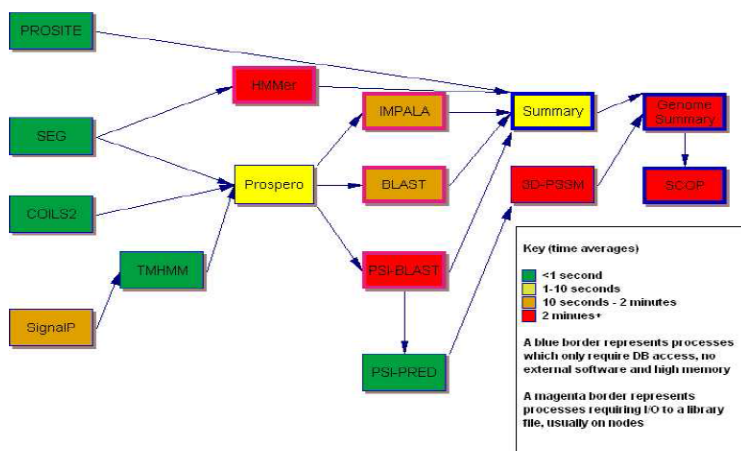 PROSITE
HMMer
IMPALA
Summary
Genome
Summary
SEG
Prospero
BLAST
3D-PSSM
SCOP
COILS2
TMHMM
PSI-BLAST
SignalP
PSI-PRED
Key (time averages)
<1 second
1-10 seconds
10 seconds - 2 minutes
2 minues+
A blue border represents processes
which only require DB access, no
external software and high memory
A magenta border represents
processes requiring I/O to a library
file, usually on nodes